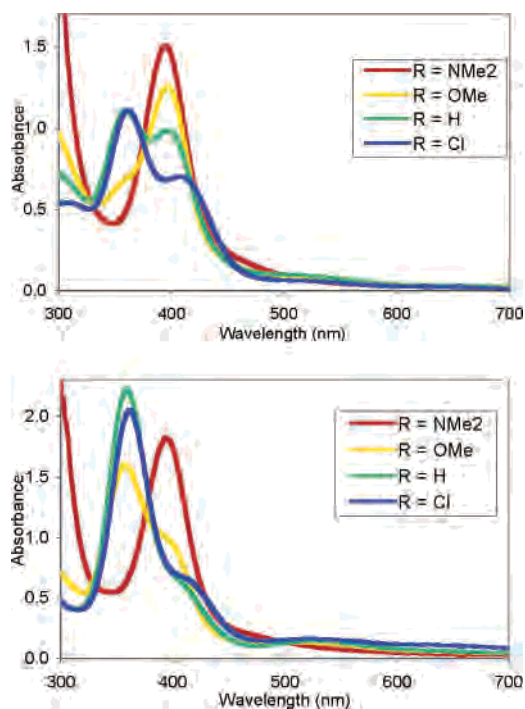 1.5
1.0
0.5
0.0
Absorbance
R = NMe2
R = OMe
R = H
R = Cl
300 400 500 600 700
Wavelength (nm)
2.0
1.5
1.0
0.5
0.0
Absorbance
R = NMe2
R = OMe
R = H
R = Cl
300 400 500 600 700
Wavelength (nm)